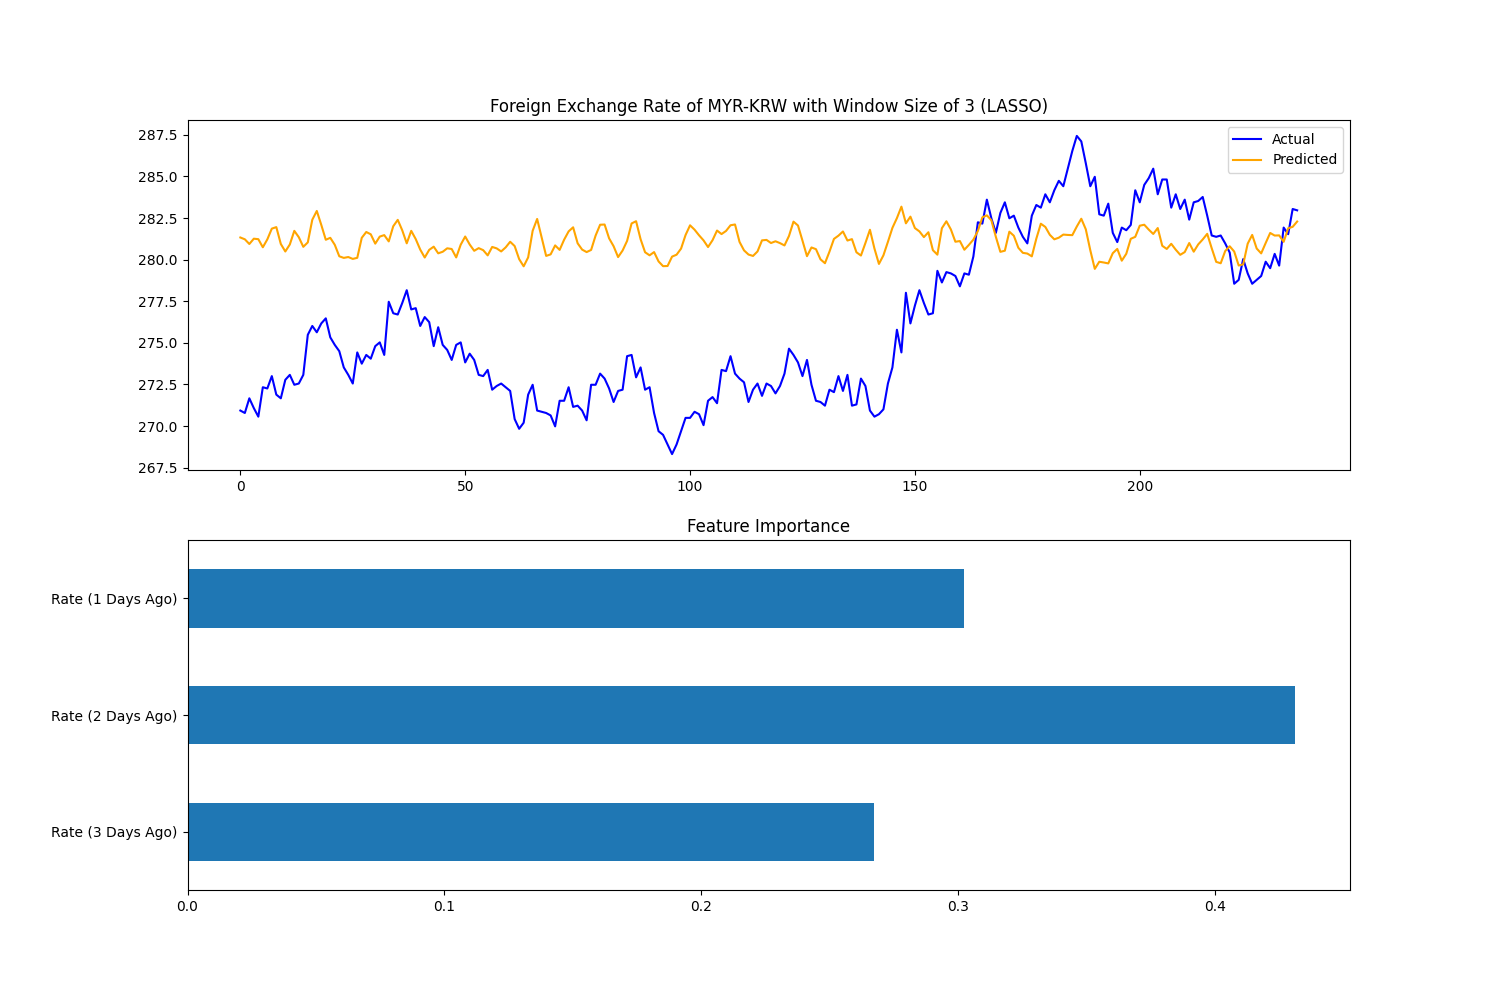 Foreign Exchange Rate of MYR-KRW with Window Size of 3 (LASSO)
287.5
285.0
282.5
280.0
277.5
275.0
272.5
270.0
267.5
Actual
Predicted
0 50 100 150 200
Feature Importance
Rate (1 Days Ago)
Rate (2 Days Ago)
Rate (3 Days Ago)
0.0 0.1 0.2 0.3 0.4